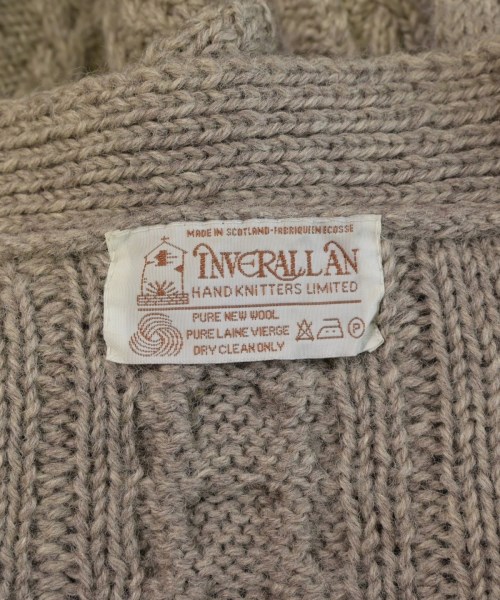 MADE IN SCOTLAND-FABRIQUE EN ECOSSE
INVERALLAN
HAND KNITTERS LIMITED
PURE NEW WOOL
PURE LAINE VIERGE
DRY CLEAN ONLY
P